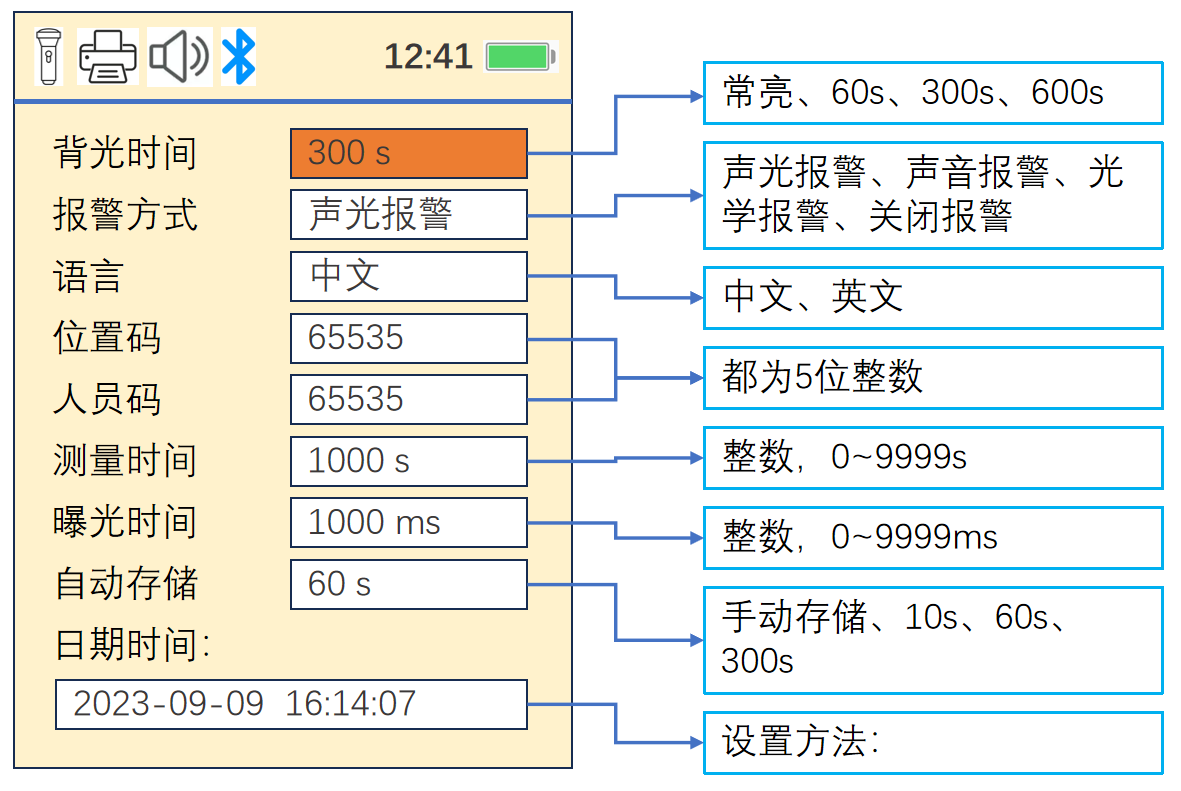 12:41
背光时间 300 s
报警方式 声光报警
语言 中文
位置码 65535
人员码 65535
测量时间 1000 s
曝光时间 1000 ms
自动存储 60 s
日期时间：
2023-09-09 16:14:07
常亮、60s、300s、600s
声光报警、声音报警、光
学报警、关闭报警
中文、英文
都为5位整数
整数，0~9999s
整数，0~9999ms
手动存储、10s、60s、
300s
设置方法：